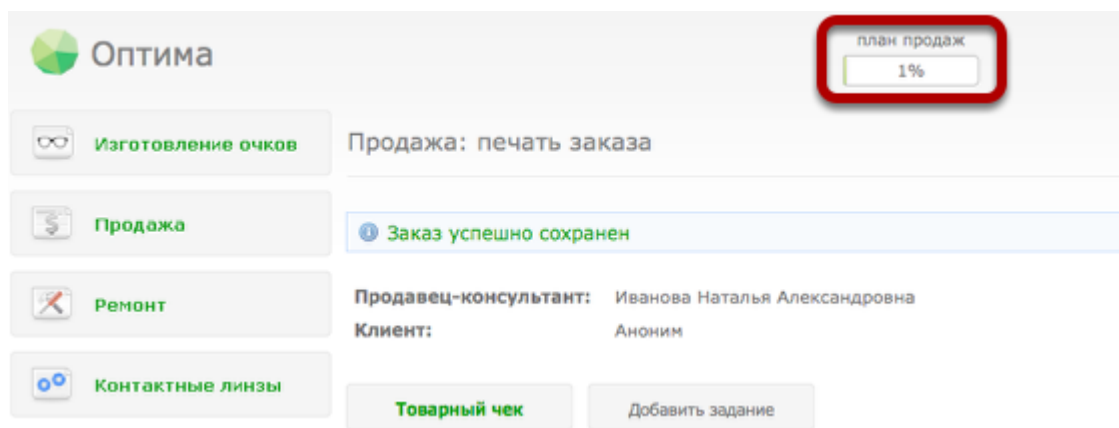 Оптима
план продаж
1%
Изготовление очков
Продажа: печать заказа
Продажа
Заказ успешно сохранен
Ремонт
Продавец-консультант: Иванова Наталья Александровна
Клиент: Аноним
Контактные линзы
Товарный чек
Добавить задание